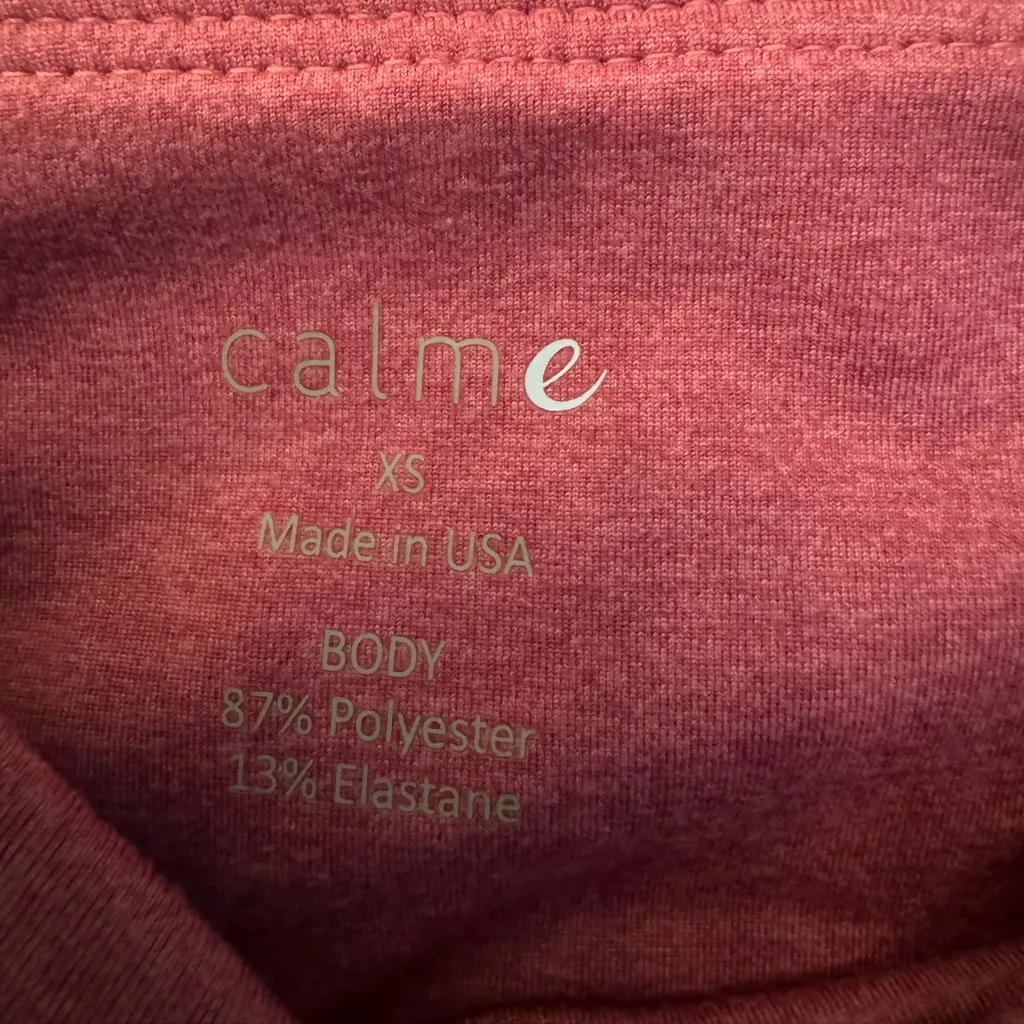 calme
XS
Made in USA
BODY
87% Polyester
13% Elastane